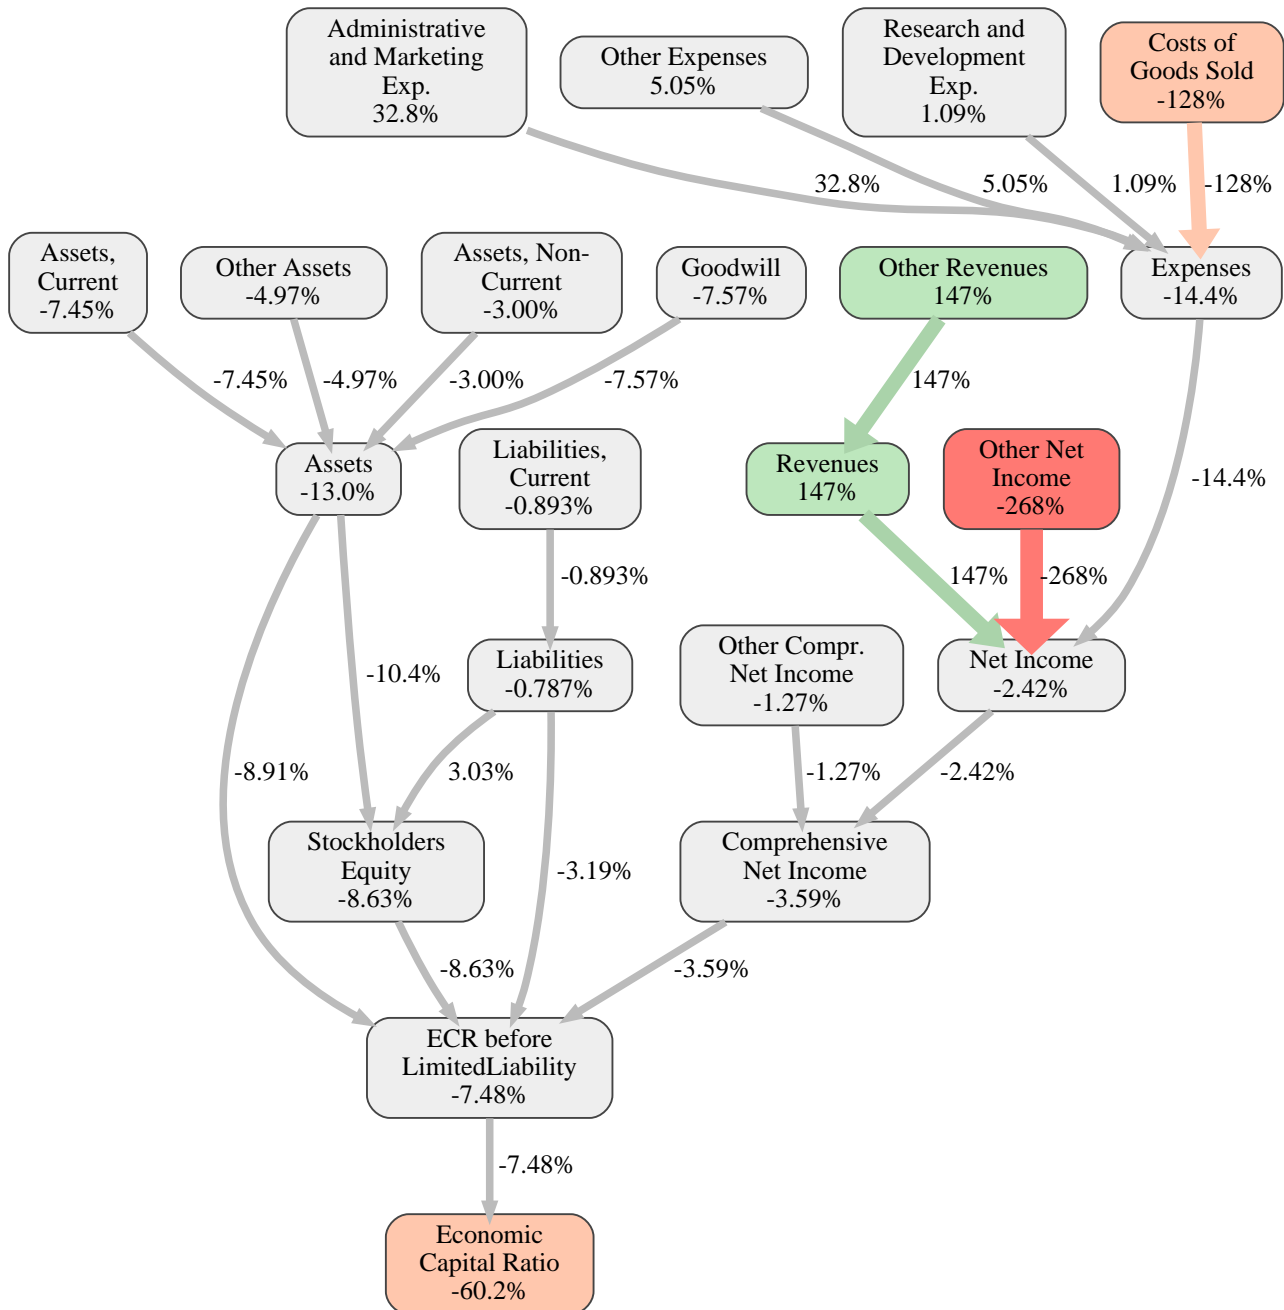 Administrative
and Marketing
Exp.
32.8%
Other Expenses
5.05%
Research and
Development
Exp.
1.09%
Costs of
Goods Sold
-128%
32.8%
5.05%
1.09%
-128%
Assets,
Current
-7.45%
Other Assets
-4.97%
Assets, Non-
Current
-3.00%
Goodwill
-7.57%
Other Revenues
147%
Expenses
-14.4%
-7.45%
-4.97%
-3.00%
-7.57%
147%
Assets
-13.0%
Liabilities,
Current
-0.893%
Revenues
147%
Other Net
Income
-268%
-14.4%
-0.893%
147%
-268%
Liabilities
-0.787%
Other Compr.
Net Income
-1.27%
Net Income
-2.42%
-10.4%
-8.91%
3.03%
-1.27%
-2.42%
Stockholders
Equity
-8.63%
-3.19%
Comprehensive
Net Income
-3.59%
-8.63%
-3.59%
ECR before
LimitedLiability
-7.48%
-7.48%
Economic
Capital Ratio
-60.2%